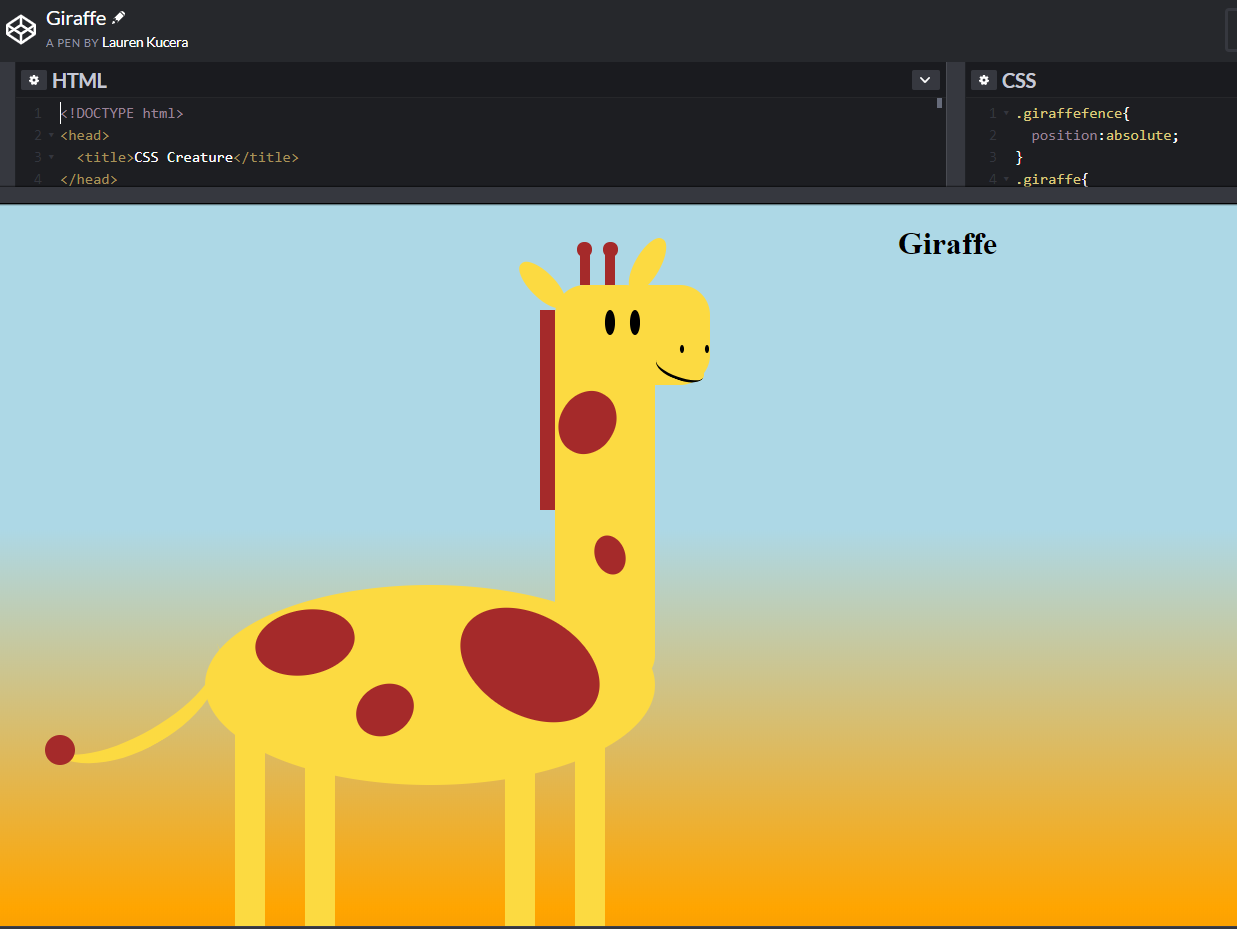 Giraffe
A PEN BY Lauren Kucera
HTML
1 <!DOCTYPE html>
2 <head>
3 <title>CSS Creature</title>
4 </head>
CSS
1 .giraffefence{
2 position:absolute;
3 }
4 .giraffe{
Giraffe